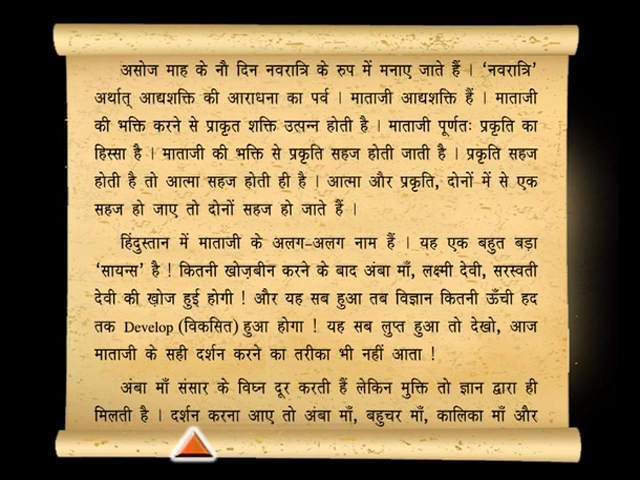 असोज माह के नौ दिन नवरात्रि के रुप में मनाए जाते हैं । ‘नवरात्रि’
अर्थात् आद्यशक्ति की आराधना का पर्व । माताजी आद्यशक्ति हैं । माताजी
की भक्ति करने से प्राकृत शक्ति उत्पन्न होती है । माताजी पूर्णतः प्रकृति का
हिस्सा है । माताजी की भक्ति से प्रकृति सहज होती जाती है । प्रकृति सहज
होती है तो आत्मा सहज होती ही है । आत्मा और प्रकृति, दोनों में से एक
सहज हो जाए तो दोनों सहज हो जाते हैं ।
हिंदुस्तान में माताजी के अलग-अलग नाम हैं । यह एक बहुत बड़ा
‘सायन्स’ है ! कितनी खोज़बीन करने के बाद अंबा माँ, लक्ष्मी देवी, सरस्वती
देवी की ख़ोज हुई होगी ! और यह सब हुआ तब विज्ञान कितनी ऊँची हद
तक Develop (विकसित) हुआ होगा ! यह सब लुप्त हुआ तो देखो, आज
माताजी के सही दर्शन करने का तरीका भी नहीं आता !
अंबा माँ संसार के विघ्न दूर करती हैं लेकिन मुक्ति तो ज्ञान द्वारा ही
मिलती है । दर्शन करना आए तो अंबा माँ, बहुचर माँ, कालिका माँ और